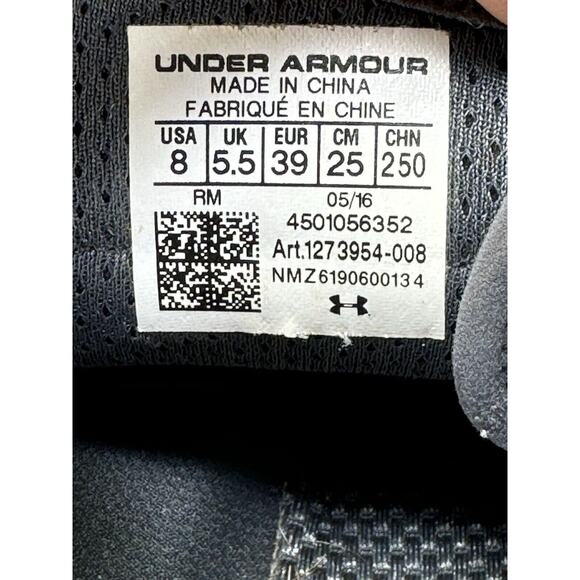 UNDER ARMOUR
MADE IN CHINA
FABRIQUÉ EN CHINE
USA UK EUR CM CHN
8 5.5 39 25 250
RM 05/16
4501056352
Art.1273954-008
NMZ6190600134